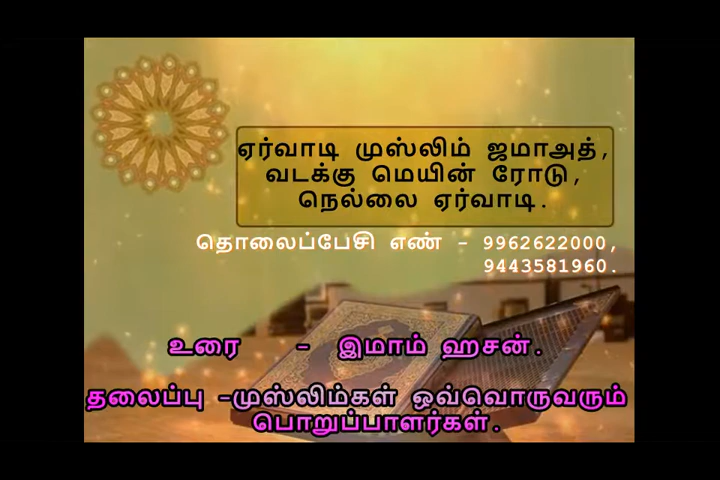 ஏர்வாடி முஸ்லிம் ஜமாஅத்,
வடக்கு மெயின் ரோடு,
நெல்லை ஏர்வாடி.
தொலைப்பேசி எண் - 9962622000,
9443581960.
உரை - இமாம் ஹசன்.
தலைப்பு -முஸ்லிம்கள் ஒவ்வொருவரும்
பொறுப்பாளர்கள்.